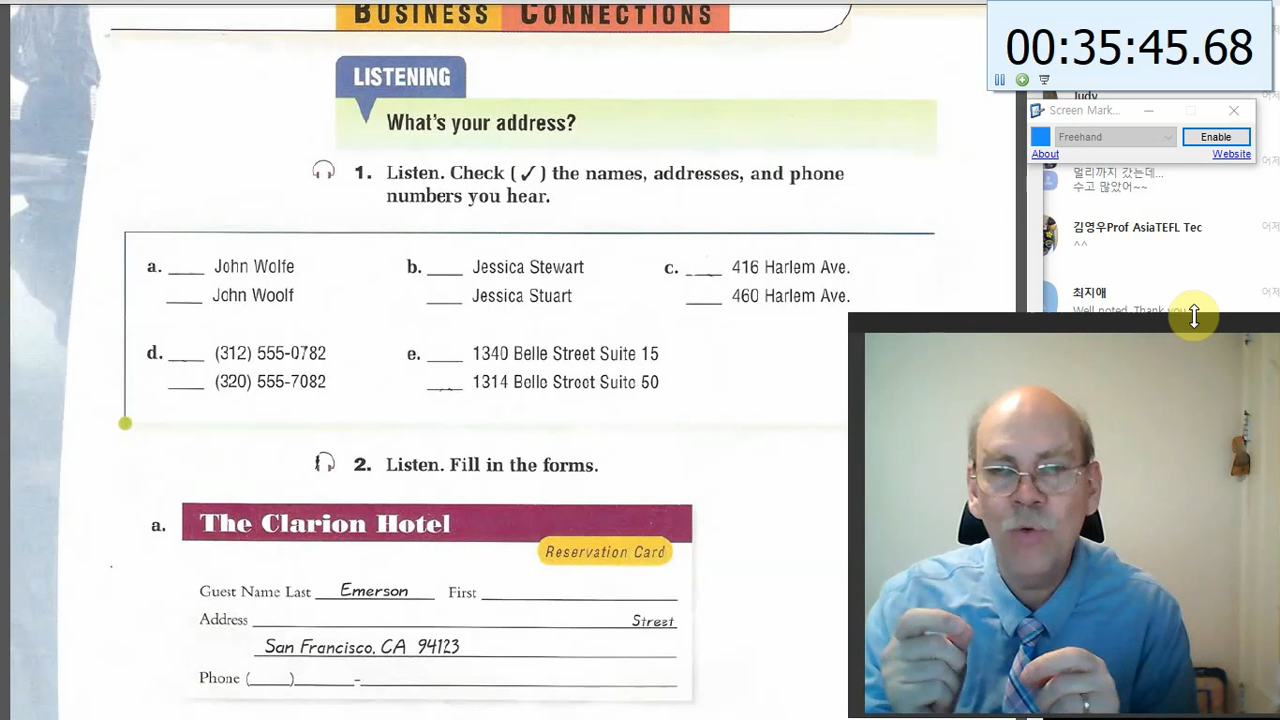 BUSINESS CONNECTIONS
00:35:45.68
LISTENING
What's your address?
1. Listen. Check (✓) the names, addresses, and phone
numbers you hear.
a. ____ John Wolfe
____ John Woolf
b. ____ Jessica Stewart
____ Jessica Stuart
c. ____ 416 Harlem Ave.
____ 460 Harlem Ave.
d. ____ (312) 555-0782
____ (320) 555-7082
e. ____ 1340 Belle Street Suite 15
____ 1314 Belle Street Suite 50
2. Listen. Fill in the forms.
a. The Clarion Hotel
Reservation Card
Guest Name Last Emerson First
Address Street
San Francisco, CA 94123
Phone ( ) -
Judy
Screen Mark...
Freehand
Enable
About
Website
멀리까지 갔는데...
수고 많았어~~
김영우Prof AsiaTEFL Tec
^^
최지애
Well noted. Thank you